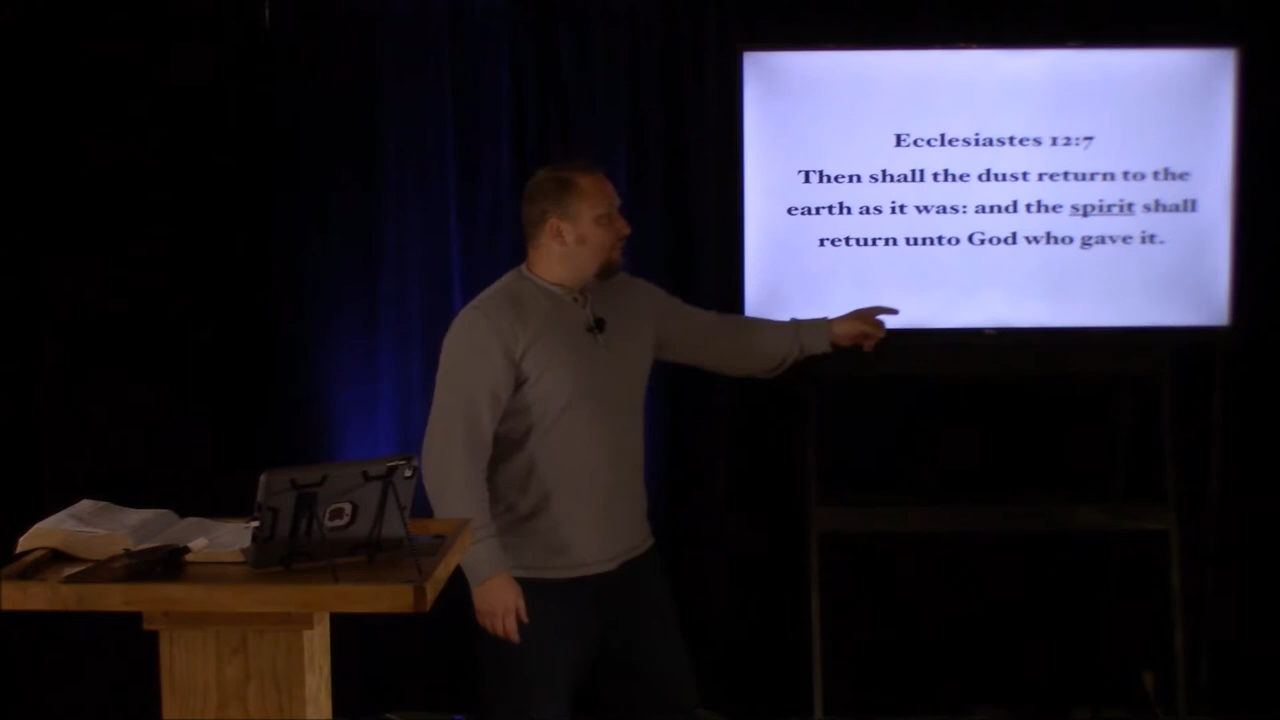 Ecclesiastes 12:7
Then shall the dust return to the
earth as it was: and the spirit shall
return unto God who gave it.